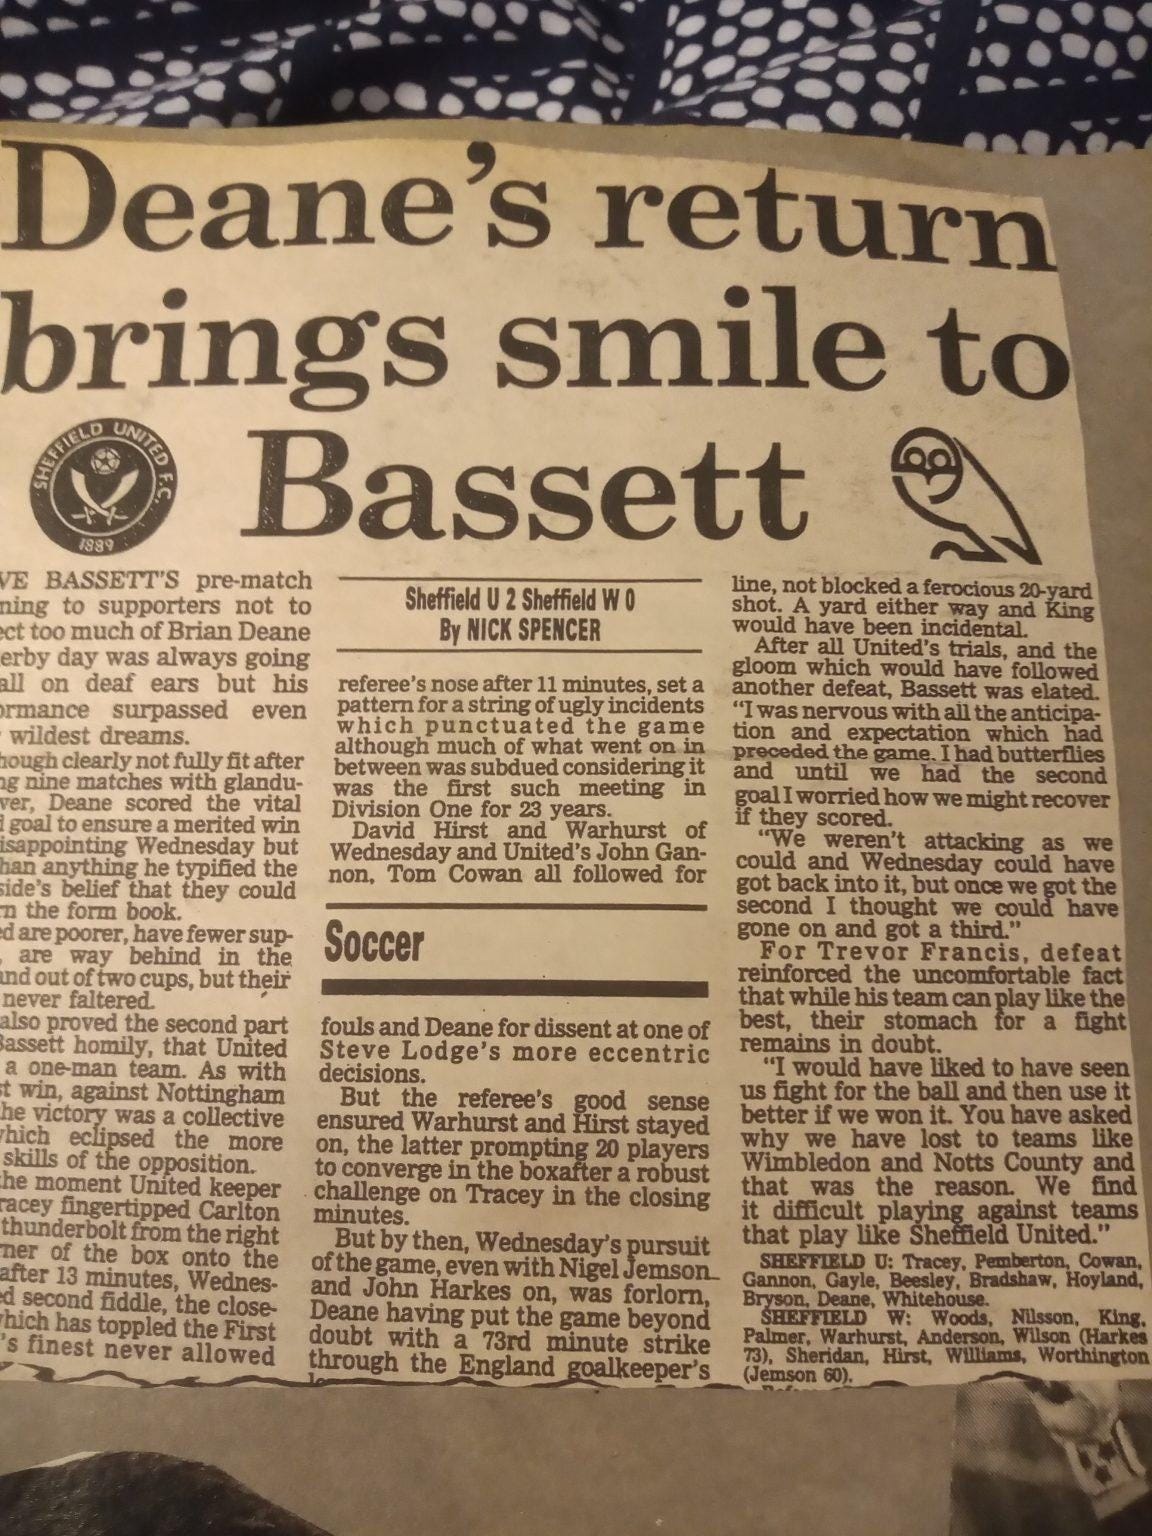 Deane's return
brings smile to
Bassett
SHEFFIELD UNITED F.C.
1889
VE BASSETT'S pre-match
ning to supporters not to
ect too much of Brian Deane
erby day was always going
all on deaf ears but his
ormance surpassed even
wildest dreams.
hough clearly not fully fit after
ng nine matches with glandu-
ver, Deane scored the vital
d goal to ensure a merited win
isappointing Wednesday but
han anything he typified the
side's belief that they could
rn the form book.
ed are poorer, have fewer sup-
, are way behind in the
and out of two cups, but their
never faltered.
also proved the second part
Bassett homily, that United
a one-man team. As with
st win, against Nottingham
he victory was a collective
which eclipsed the more
skills of the opposition.
the moment United keeper
racey fingertipped Carlton
thunderbolt from the right
rner of the box onto the
after 13 minutes, Wednes-
ed second fiddle, the close-
which has toppled the First
's finest never allowed
Sheffield U 2 Sheffield W 0
By NICK SPENCER
referee's nose after 11 minutes, set a
pattern for a string of ugly incidents
which punctuated the game
although much of what went on in
between was subdued considering it
was the first such meeting in
Division One for 23 years.
David Hirst and Warhurst of
Wednesday and United's John Gan-
non, Tom Cowan all followed for
Soccer
fouls and Deane for dissent at one of
Steve Lodge's more eccentric
decisions.
But the referee's good sense
ensured Warhurst and Hirst stayed
on, the latter prompting 20 players
to converge in the boxafter a robust
challenge on Tracey in the closing
minutes.
But by then, Wednesday's pursuit
of the game, even with Nigel Jemson
and John Harkes on, was forlorn,
Deane having put the game beyond
doubt with a 73rd minute strike
through the England goalkeeper's
line, not blocked a ferocious 20-yard
shot. A yard either way and King
would have been incidental.
After all United's trials, and the
gloom which would have followed
another defeat, Bassett was elated.
"I was nervous with all the anticipa-
tion and expectation which had
preceded the game. I had butterflies
and until we had the second
goal I worried how we might recover
if they scored.
"We weren't attacking as we
could and Wednesday could have
got back into it, but once we got the
second I thought we could have
gone on and got a third."
For Trevor Francis, defeat
reinforced the uncomfortable fact
that while his team can play like the
best, their stomach for a fight
remains in doubt.
"I would have liked to have seen
us fight for the ball and then use it
better if we won it. You have asked
why we have lost to teams like
Wimbledon and Notts County and
that was the reason. We find
it difficult playing against teams
that play like Sheffield United."
SHEFFIELD U: Tracey, Pemberton, Cowan,
Gannon, Gayle, Beesley, Bradshaw, Hoyland,
Bryson, Deane, Whitehouse.
SHEFFIELD W: Woods, Nilsson, King,
Palmer, Warhurst, Anderson, Wilson (Harkes
73), Sheridan, Hirst, Williams, Worthington
(Jemson 60).